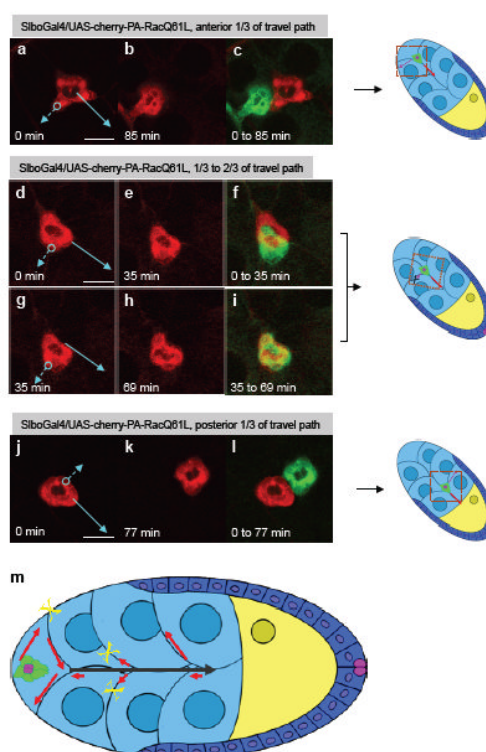 SlboGal4/UAS-cherry-PA-RacQ61L, anterior 1/3 of travel path
a b c
0 min 85 min 0 to 85 min
SlboGal4/UAS-cherry-PA-RacQ61L, 1/3 to 2/3 of travel path
d e f
0 min 35 min 0 to 35 min
g h i
35 min 69 min 35 to 69 min
SlboGal4/UAS-cherry-PA-RacQ61L, posterior 1/3 of travel path
j k l
0 min 77 min 0 to 77 min
m